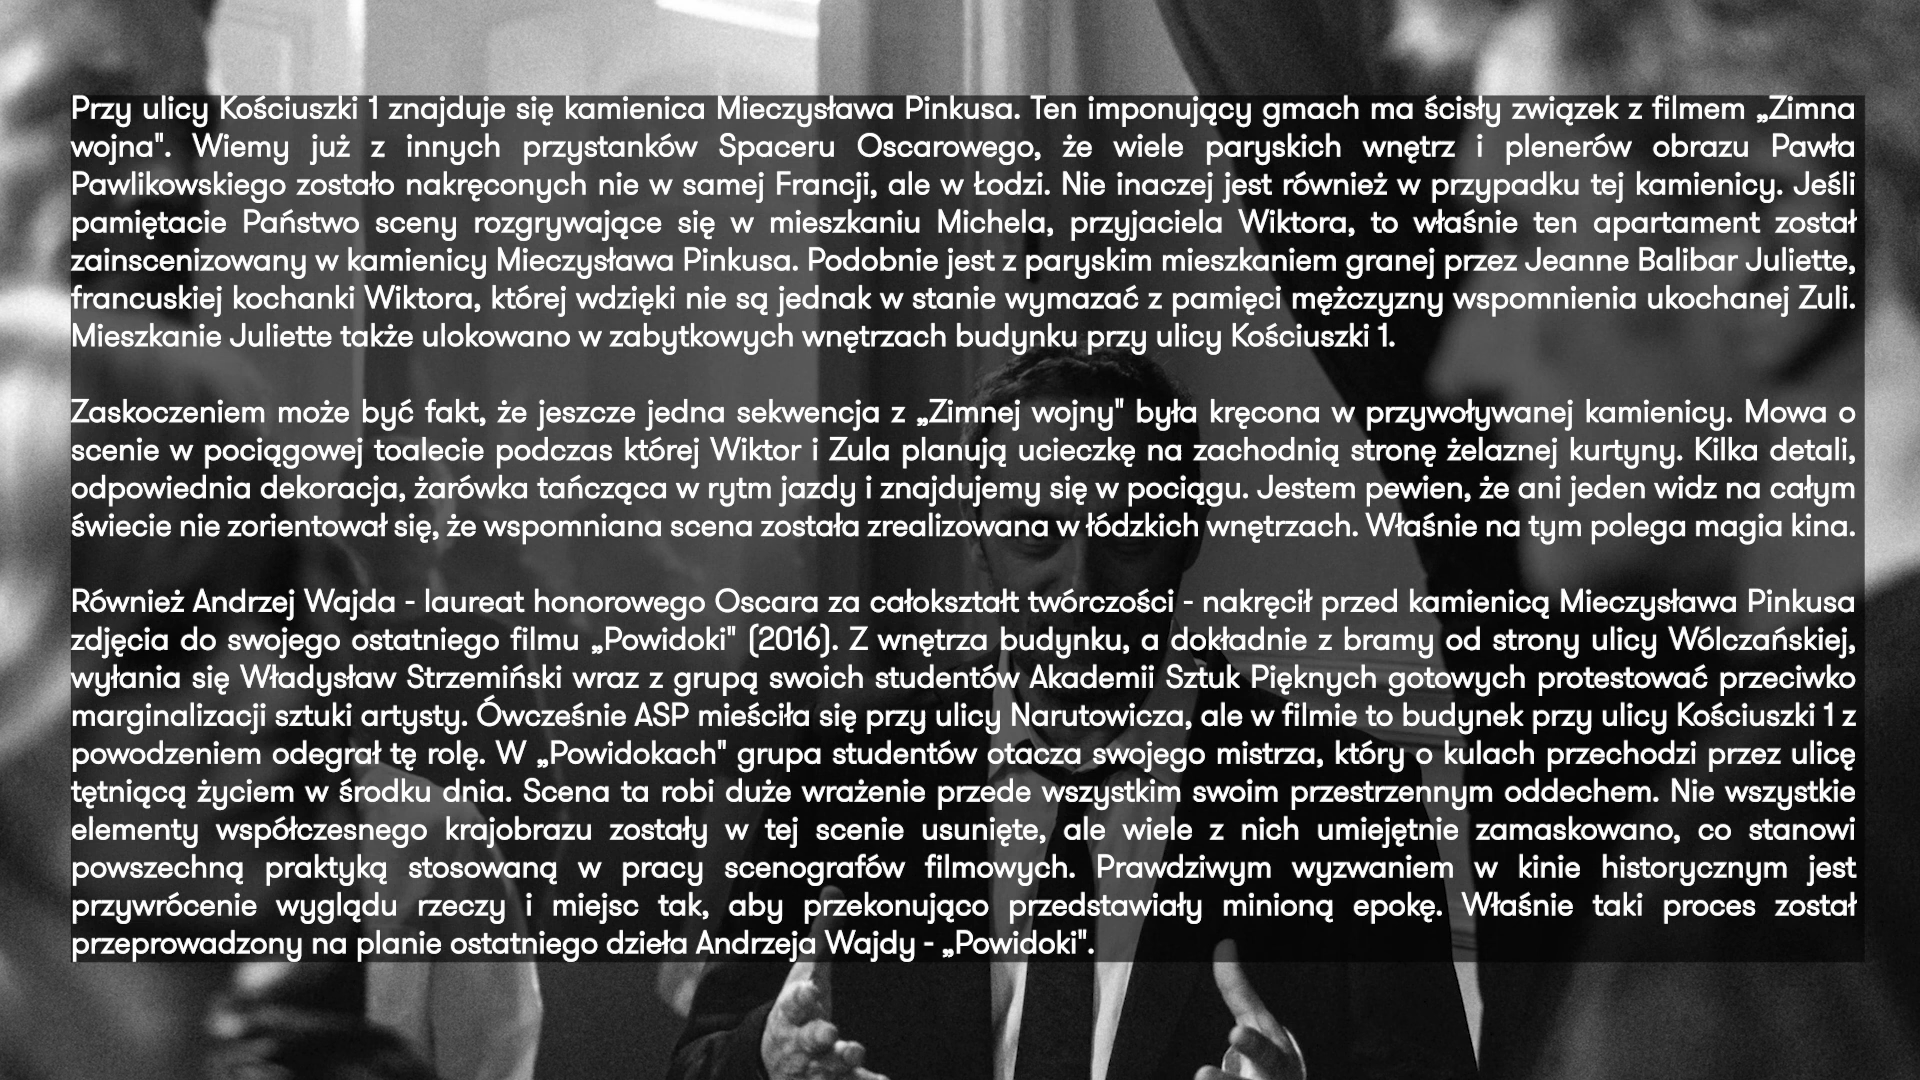 Przy ulicy Kościuszki 1 znajduje się kamienica Mieczysława Pinkusa. Ten imponujący gmach ma ścisły związek z filmem „Zimna
wojna". Wiemy już z innych przystanków Spaceru Oscarowego, że wiele paryskich wnętrz i plenerów obrazu Pawła
Pawlikowskiego zostało nakręconych nie w samej Francji, ale w Łodzi. Nie inaczej jest również w przypadku tej kamienicy. Jeśli
pamiętacie Państwo sceny rozgrywające się w mieszkaniu Michela, przyjaciela Wiktora, to właśnie ten apartament został
zainscenizowany w kamienicy Mieczysława Pinkusa. Podobnie jest z paryskim mieszkaniem granej przez Jeanne Balibar Juliette,
francuskiej kochanki Wiktora, której wdzięki nie są jednak w stanie wymazać z pamięci mężczyzny wspomnienia ukochanej Zuli.
Mieszkanie Juliette także ulokowano w zabytkowych wnętrzach budynku przy ulicy Kościuszki 1.
Zaskoczeniem może być fakt, że jeszcze jedna sekwencja z „Zimnej wojny" była kręcona w przywoływanej kamienicy. Mowa o
scenie w pociągowej toalecie podczas której Wiktor i Zula planują ucieczkę na zachodnią stronę żelaznej kurtyny. Kilka detali,
odpowiednia dekoracja, żarówka tańcząca w rytm jazdy i znajdujemy się w pociągu. Jestem pewien, że ani jeden widz na całym
świecie nie zorientował się, że wspomniana scena została zrealizowana w łódzkich wnętrzach. Właśnie na tym polega magia kina.
Również Andrzej Wajda - laureat honorowego Oscara za całokształt twórczości - nakręcił przed kamienicą Mieczysława Pinkusa
zdjęcia do swojego ostatniego filmu „Powidoki" (2016). Z wnętrza budynku, a dokładnie z bramy od strony ulicy Wólczańskiej,
wyłania się Władysław Strzemiński wraz z grupą swoich studentów Akademii Sztuk Pięknych gotowych protestować przeciwko
marginalizacji sztuki artysty. Ówcześnie ASP mieściła się przy ulicy Narutowicza, ale w filmie to budynek przy ulicy Kościuszki 1 z
powodzeniem odegrał tę rolę. W „Powidokach" grupa studentów otacza swojego mistrza, który o kulach przechodzi przez ulicę
tętniącą życiem w środku dnia. Scena ta robi duże wrażenie przede wszystkim swoim przestrzennym oddechem. Nie wszystkie
elementy współczesnego krajobrazu zostały w tej scenie usunięte, ale wiele z nich umiejętnie zamaskowano, co stanowi
powszechną praktyką stosowaną w pracy scenografów filmowych. Prawdziwym wyzwaniem w kinie historycznym jest
przywrócenie wyglądu rzeczy i miejsc tak, aby przekonująco przedstawiały minioną epokę. Właśnie taki proces został
przeprowadzony na planie ostatniego dzieła Andrzeja Wajdy - „Powidoki".